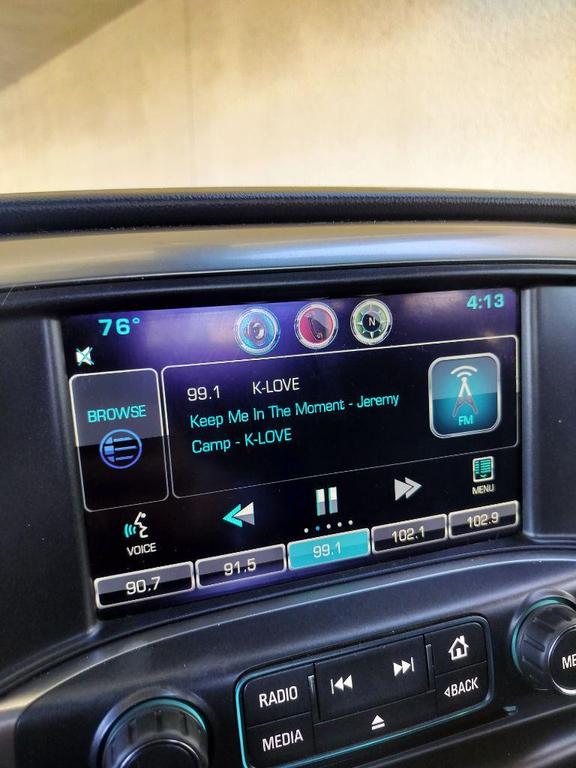 76°
4:13
N
BROWSE
99.1 K-LOVE
Keep Me In The Moment - Jeremy
Camp - K-LOVE
FM
VOICE
MENU
90.7 91.5 99.1 102.1 102.9
RADIO
MEDIA
BACK
ME